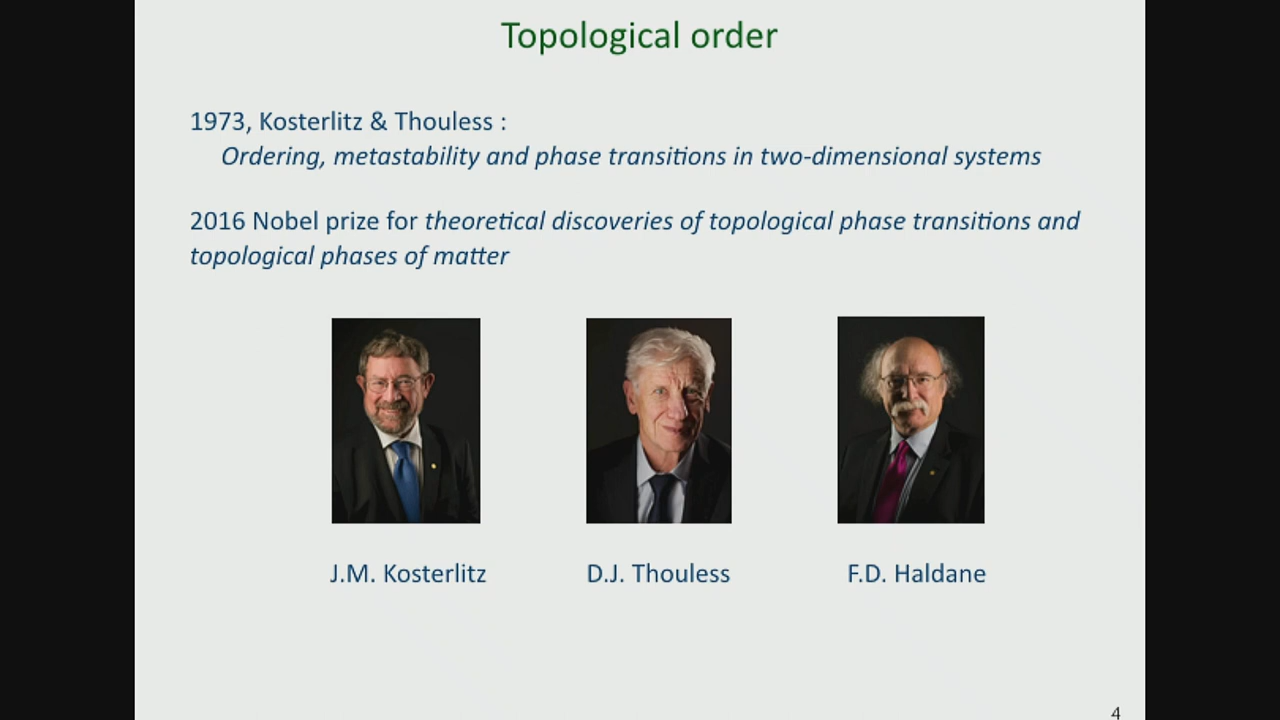 Topological order
1973, Kosterlitz & Thouless :
Ordering, metastability and phase transitions in two-dimensional systems
2016 Nobel prize for theoretical discoveries of topological phase transitions and
topological phases of matter
J.M. Kosterlitz
D.J. Thouless
F.D. Haldane
4